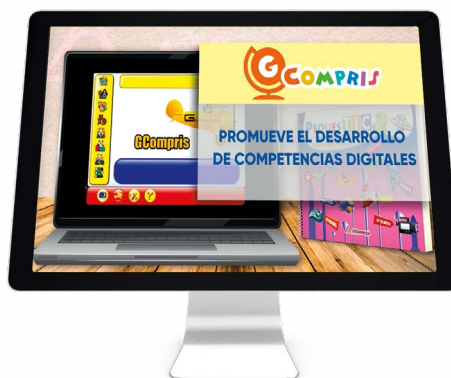 GCOMPRIS
PROMUEVE EL DESARROLLO
DE COMPETENCIAS DIGITALES
GCompris